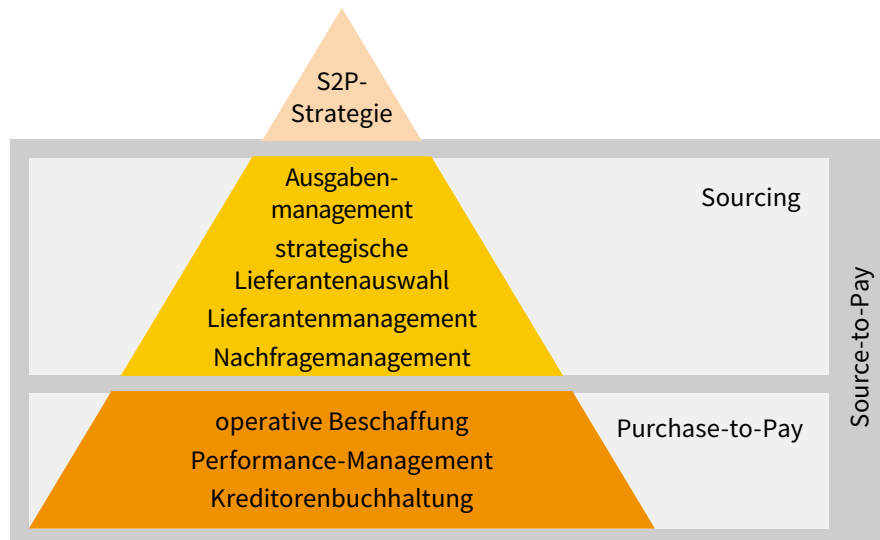 S2P-
Strategie
Ausgaben-
management
strategische
Lieferantenauswahl
Lieferantenmanagement
Nachfragemanagement
Sourcing
operative Beschaffung
Performance-Management
Kreditorenbuchhaltung
Purchase-to-Pay
Source-to-Pay